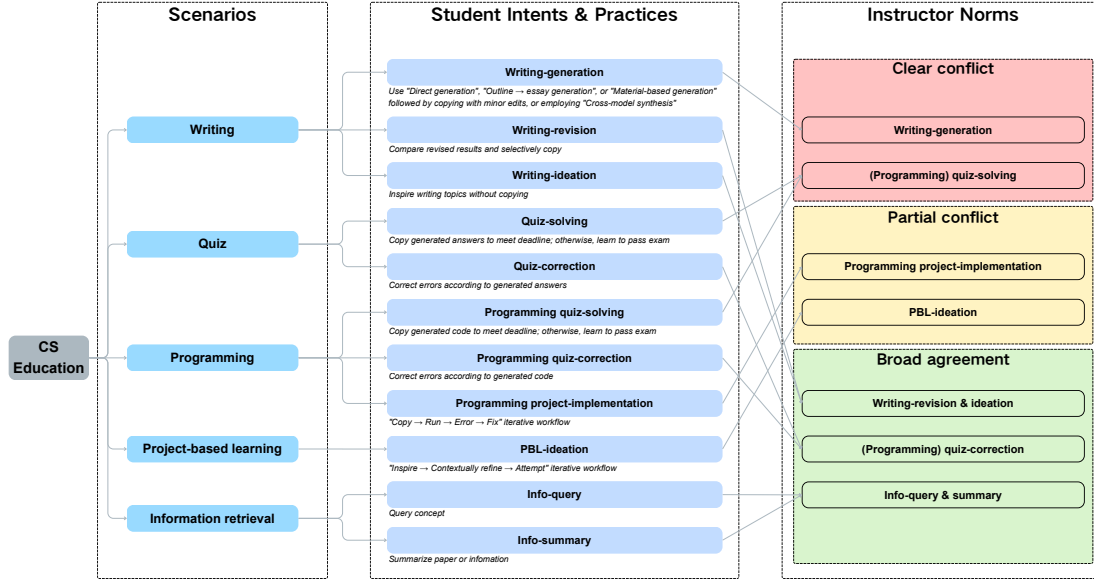 Scenarios
Student Intents & Practices
Instructor Norms
CS
Education
Writing
Quiz
Programming
Project-based learning
Information retrieval
Writing-generation
Use "Direct generation", "Outline → essay generation", or "Material-based generation"
followed by copying with minor edits, or employing "Cross-model synthesis"
Writing-revision
Compare revised results and selectively copy
Writing-ideation
Inspire writing topics without copying
Quiz-solving
Copy generated answers to meet deadline; otherwise, learn to pass exam
Quiz-correction
Correct errors according to generated answers
Programming quiz-solving
Copy generated code to meet deadline; otherwise, learn to pass exam
Programming quiz-correction
Correct errors according to generated code
Programming project-implementation
"Copy → Run → Error → Fix" iterative workflow
PBL-ideation
"Inspire → Contextually refine → Attempt" iterative workflow
Info-query
Query concept
Info-summary
Summarize paper or infomation
Clear conflict
Writing-generation
(Programming) quiz-solving
Partial conflict
Programming project-implementation
PBL-ideation
Broad agreement
Writing-revision & ideation
(Programming) quiz-correction
Info-query & summary